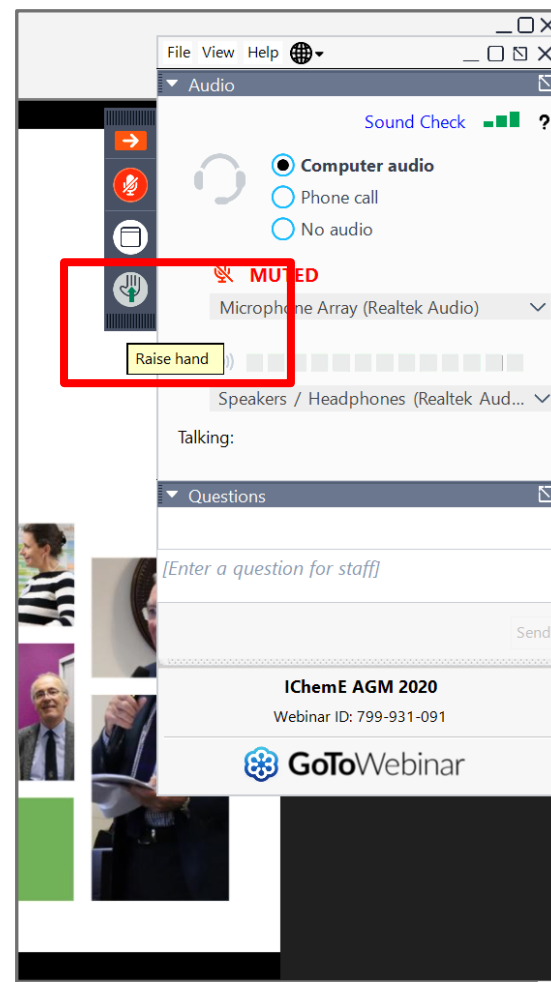 File View Help
Audio
Sound Check ?
Computer audio
Phone call
No audio
MUTED
Microphone Array (Realtek Audio)
Raise hand
Speakers / Headphones (Realtek Aud...
Talking:
Questions
[Enter a question for staff]
Send
IChemE AGM 2020
Webinar ID: 799-931-091
GoToWebinar